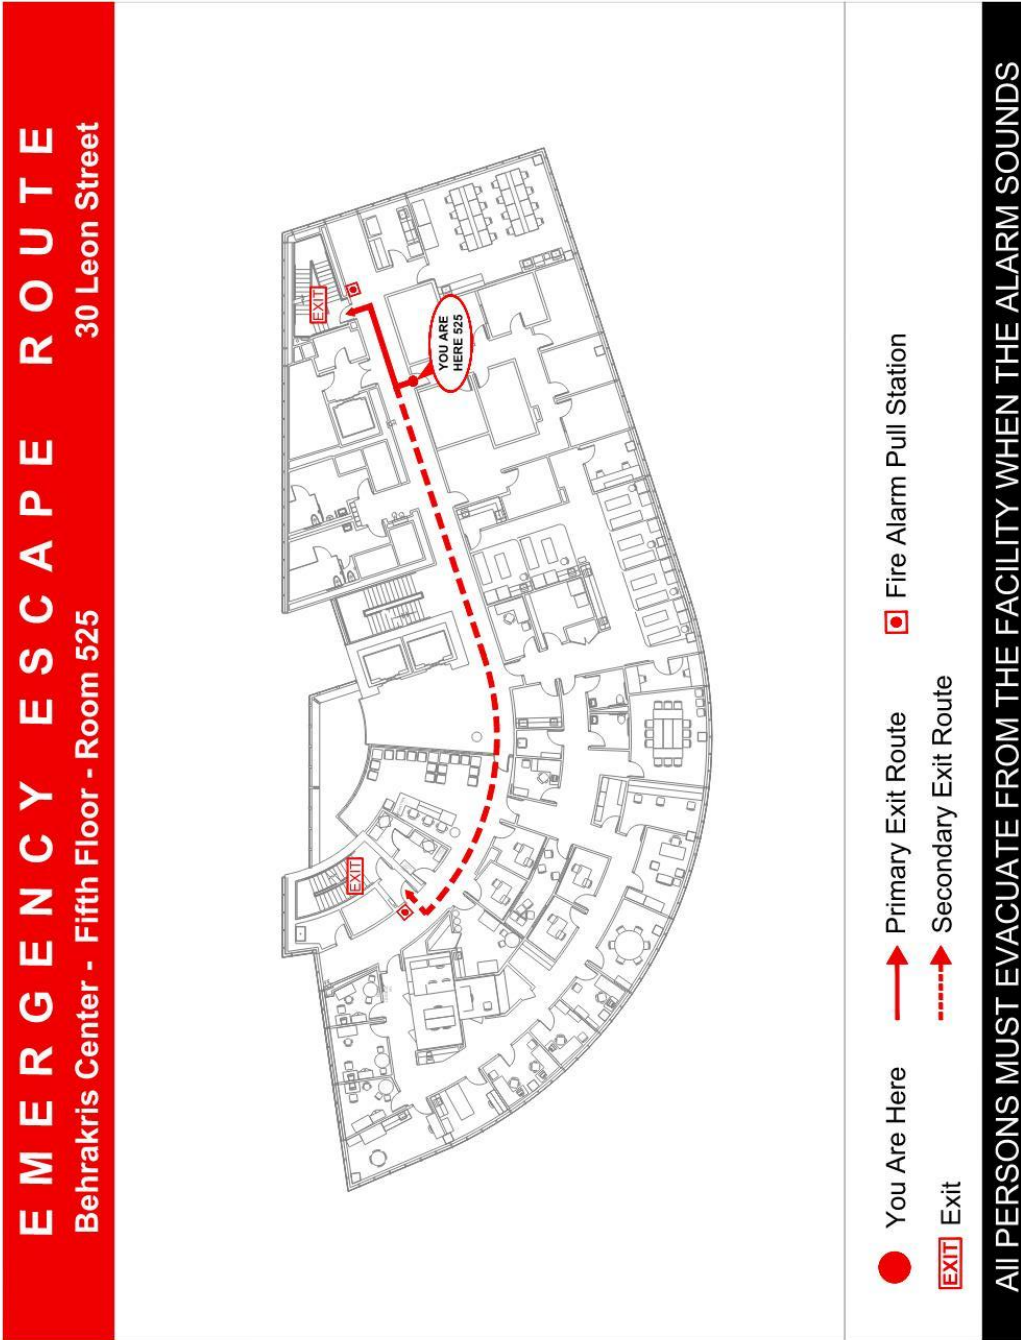 EMERGENCY ESCAPE ROUTE
Behrakris Center - Fifth Floor - Room 525
30 Leon Street
EXIT
EXIT
YOU ARE
HERE 525
You Are Here
Primary Exit Route
Fire Alarm Pull Station
EXIT Exit
Secondary Exit Route
All PERSONS MUST EVACUATE FROM THE FACILITY WHEN THE ALARM SOUNDS